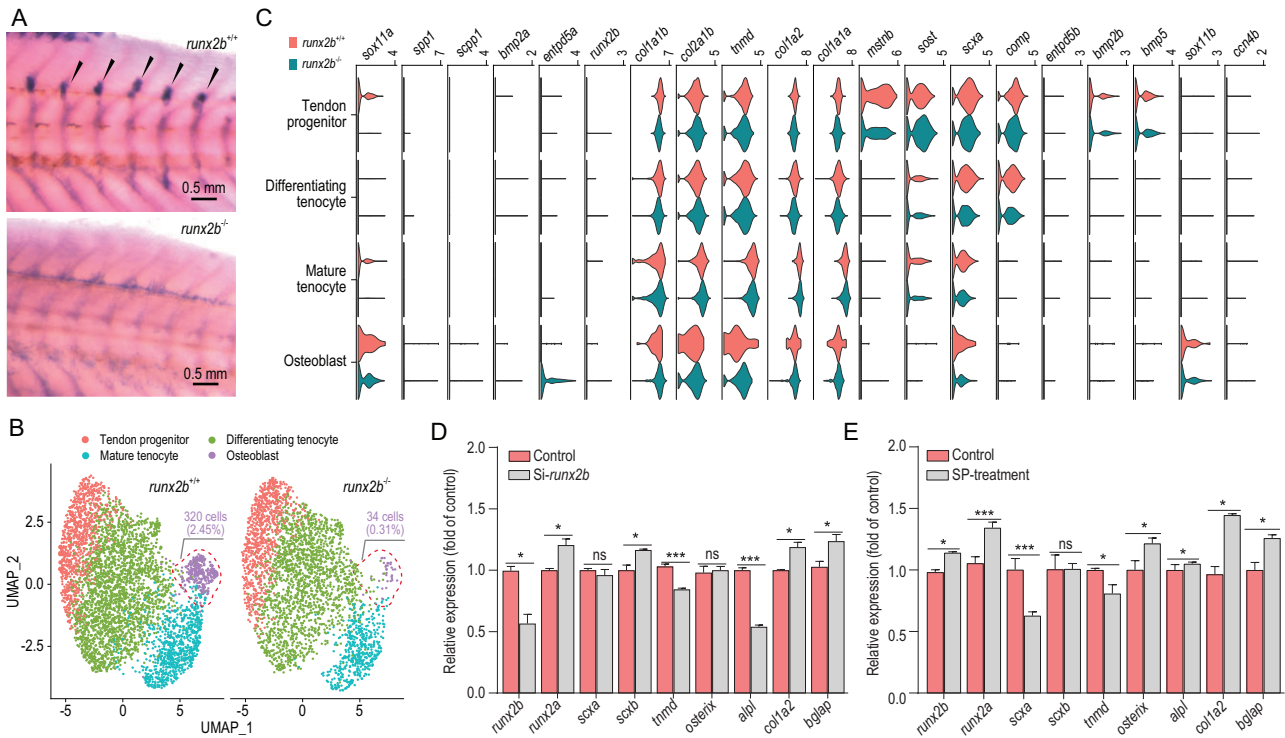 A
runx2b+/+
0.5 mm
runx2b-/-
0.5 mm
B
Tendon progenitor
Differentiating tenocyte
Mature tenocyte
Osteoblast
runx2b+/+
runx2b-/-
320 cells
(2.45%)
34 cells
(0.31%)
UMAP_2
2.5
0.0
-2.5
-5 0 5 -5 0 5
UMAP_1
C
runx2b+/+
runx2b-/-
sox11a spp1 scpp1 bmp2a entpd5a runx2b col1a1b col2a1b tnmd col1a2 col1a1a mstnb sost scxa comp entpd5b bmp2b bmp5 sox11b ccn4b
4 7 4 2 4 3 7 5 5 8 8 6 5 5 5 3 3 3 3 4
Tendon
progenitor
Differentiating
tenocyte
Mature
tenocyte
Osteoblast
D
Control
Si-runx2b
Relative expression (fold of control)
2.0
1.5
1.0
0.5
0.0
* * ns * *** ns *** * *
runx2b runx2a scxa scxb tnmd osterix alpl col1a2 bglap
E
Control
SP-treatment
Relative expression (fold of control)
2.0
1.5
1.0
0.5
0.0
* *** *** ns * * * * *
runx2b runx2a scxa scxb tnmd osterix alpl col1a2 bglap